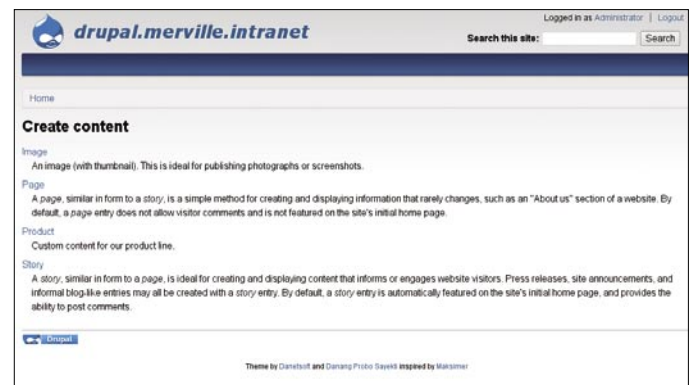 Logged in as Administrator | Logout
drupal.merville.intranet
Search this site: Search
Home
Create content
Image
An image (with thumbnail). This is ideal for publishing photographs or screenshots.
Page
A page, similar in form to a story, is a simple method for creating and displaying information that rarely changes, such as an "About us" section of a website. By
default, a page entry does not allow visitor comments and is not featured on the site's initial home page.
Product
Custom content for our product line.
Story
A story, similar in form to a page, is ideal for creating and displaying content that informs or engages website visitors. Press releases, site announcements, and
informal blog-like entries may all be created with a story entry. By default, a story entry is automatically featured on the site's initial home page, and provides the
ability to post comments.
Drupal
Theme by Danetsoft and Danang Probo Sayekti inspired by Maksimer